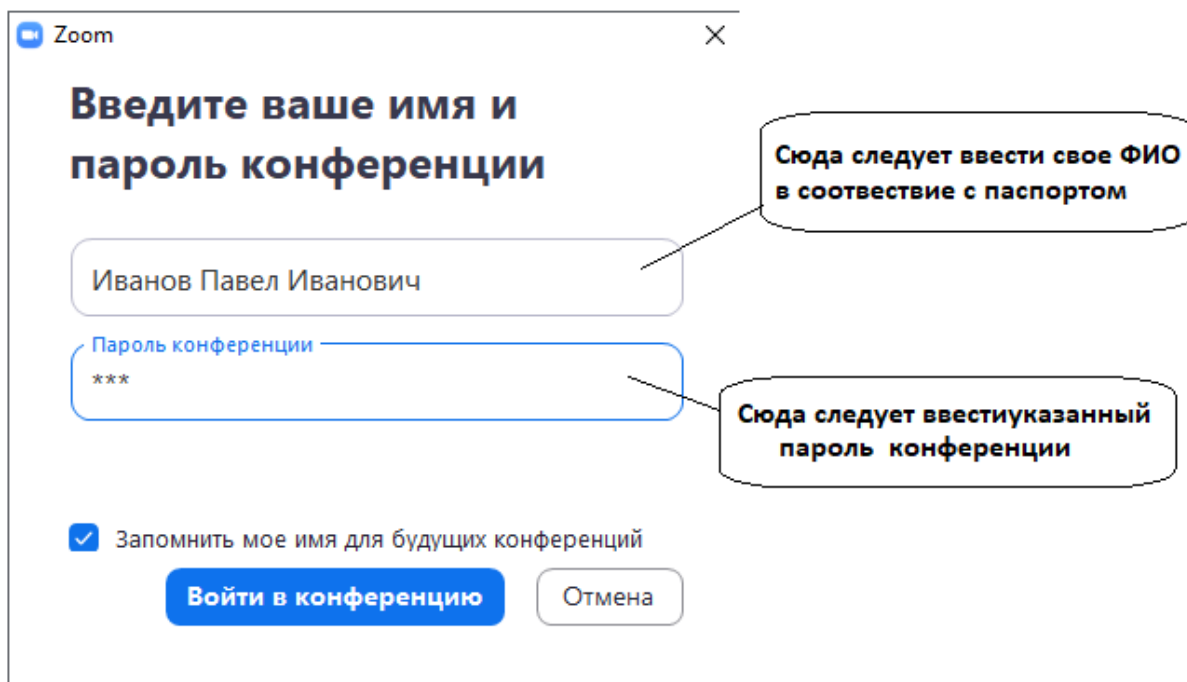 Zoom
Введите ваше имя и
пароль конференции
Сюда следует ввести свое ФИО
в соотвествие с паспортом
Иванов Павел Иванович
Пароль конференции
***
Сюда следует ввестиуказанный
пароль конференции
Запомнить мое имя для будущих конференций
Войти в конференцию
Отмена